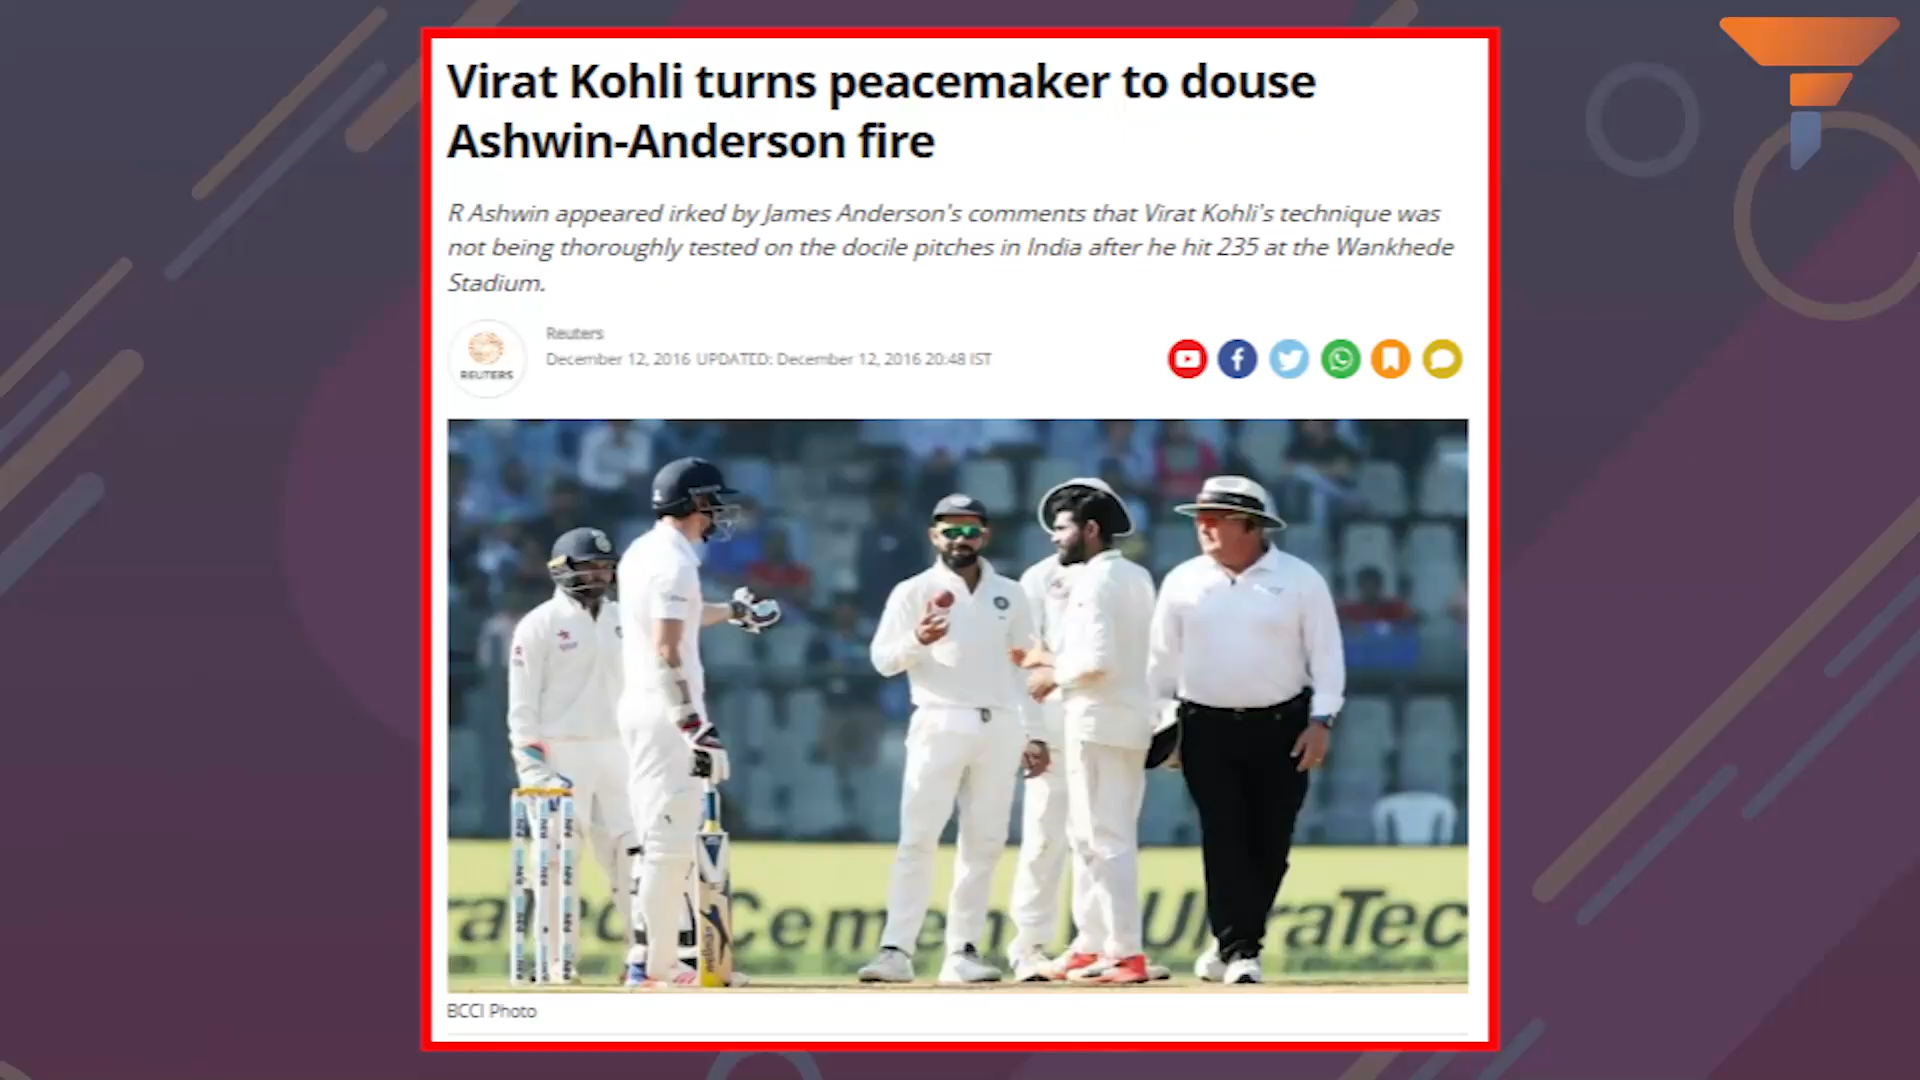 Virat Kohli turns peacemaker to douse
Ashwin-Anderson fire
R Ashwin appeared irked by James Anderson's comments that Virat Kohli's technique was
not being thoroughly tested on the docile pitches in India after he hit 235 at the Wankhede
Stadium.
Reuters
December 12, 2016 UPDATED: December 12, 2016 20:48 IST
REUTERS
Cemen
UltraTec
BCCI Photo